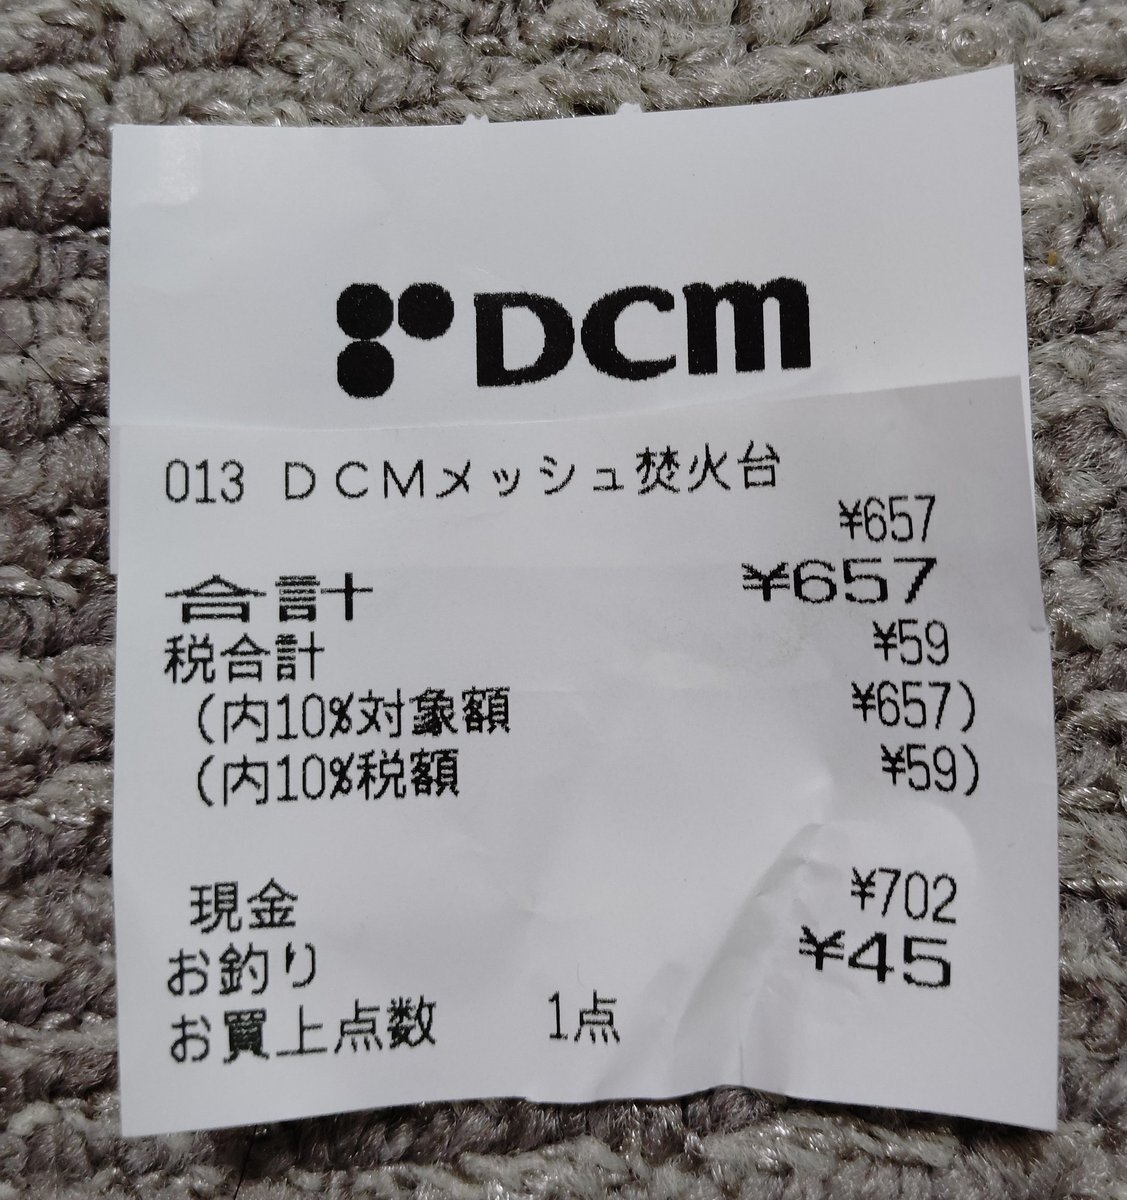 DCM
013 DCMメッシュ焚火台
¥657
合計 ¥657
税合計 ¥59
(内10%対象額 ¥657)
(内10%税額 ¥59)
現金 ¥702
お釣り ¥45
お買上点数 1点